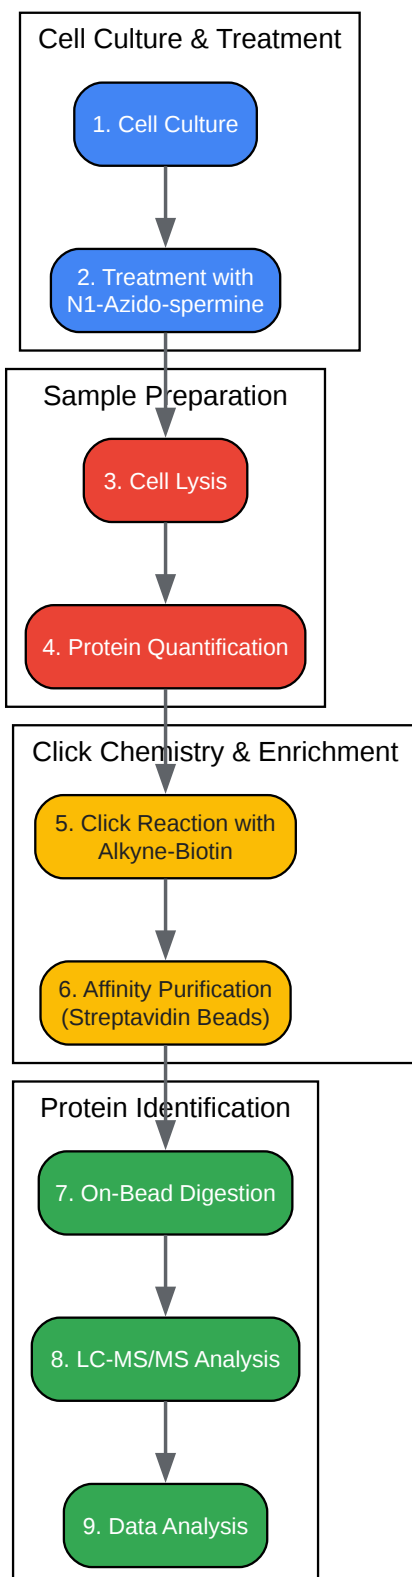 Cell Culture & Treatment
1. Cell Culture
2. Treatment with
N1-Azido-spermine
Sample Preparation
3. Cell Lysis
4. Protein Quantification
Click Chemistry & Enrichment
5. Click Reaction with
Alkyne-Biotin
6. Affinity Purification
(Streptavidin Beads)
Protein Identification
7. On-Bead Digestion
8. LC-MS/MS Analysis
9. Data Analysis